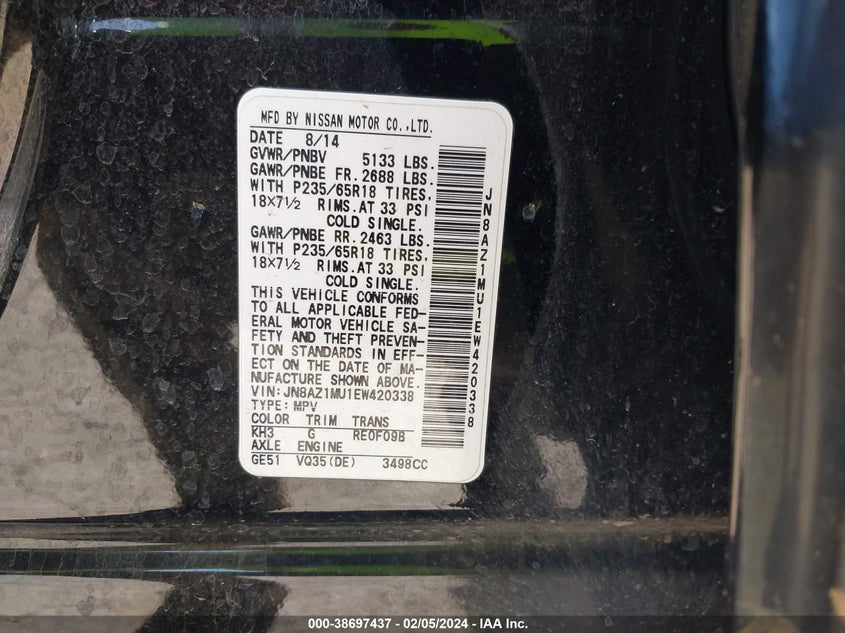 MFD BY NISSAN MOTOR CO.,LTD.
DATE 8/14
GVWR/PNBV 5133 LBS.
GAWR/PNBE FR.2688 LBS.
WITH P235/65R18 TIRES,
18X7½ RIMS.AT 33 PSI
COLD SINGLE.
GAWR/PNBE RR.2463 LBS.
WITH P235/65R18 TIRES,
18X7½ RIMS.AT 33 PSI
COLD SINGLE.
THIS VEHICLE CONFORMS
TO ALL APPLICABLE FED-
ERAL MOTOR VEHICLE SA-
FETY AND THEFT PREVEN-
TION STANDARDS IN EFF-
ECT ON THE DATE OF MA-
NUFACTURE SHOWN ABOVE.
VIN: JN8AZ1MU1EW420338
TYPE: MPV
COLOR TRIM TRANS
KH3 G RE0F09B
AXLE ENGINE
GE51 VQ35(DE) 3498CC
JN8AZ1MU1EW420338
000-38697437 - 02/05/2024 - IAA Inc.